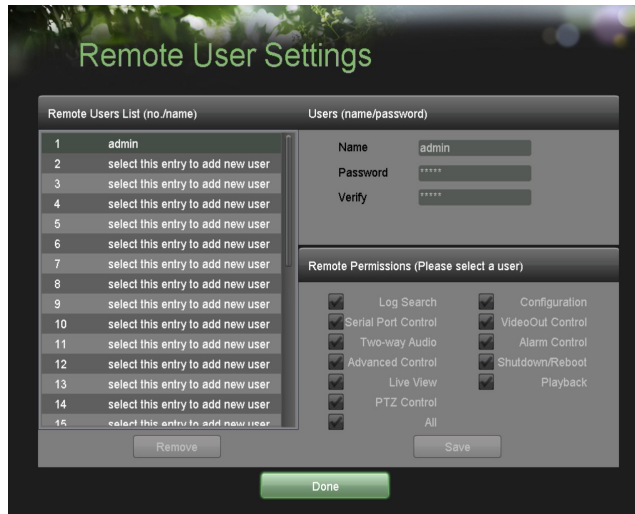 Remote User Settings
Remote Users List (no./name)
1 admin
2 select this entry to add new user
3 select this entry to add new user
4 select this entry to add new user
5 select this entry to add new user
6 select this entry to add new user
7 select this entry to add new user
8 select this entry to add new user
9 select this entry to add new user
10 select this entry to add new user
11 select this entry to add new user
12 select this entry to add new user
13 select this entry to add new user
14 select this entry to add new user
15 select this entry to add new user
Remove
Users (name/password)
Name admin
Password *****
Verify *****
Remote Permissions (Please select a user)
Log Search Configuration
Serial Port Control VideoOut Control
Two-way Audio Alarm Control
Advanced Control Shutdown/Reboot
Live View Playback
PTZ Control
All
Save
Done